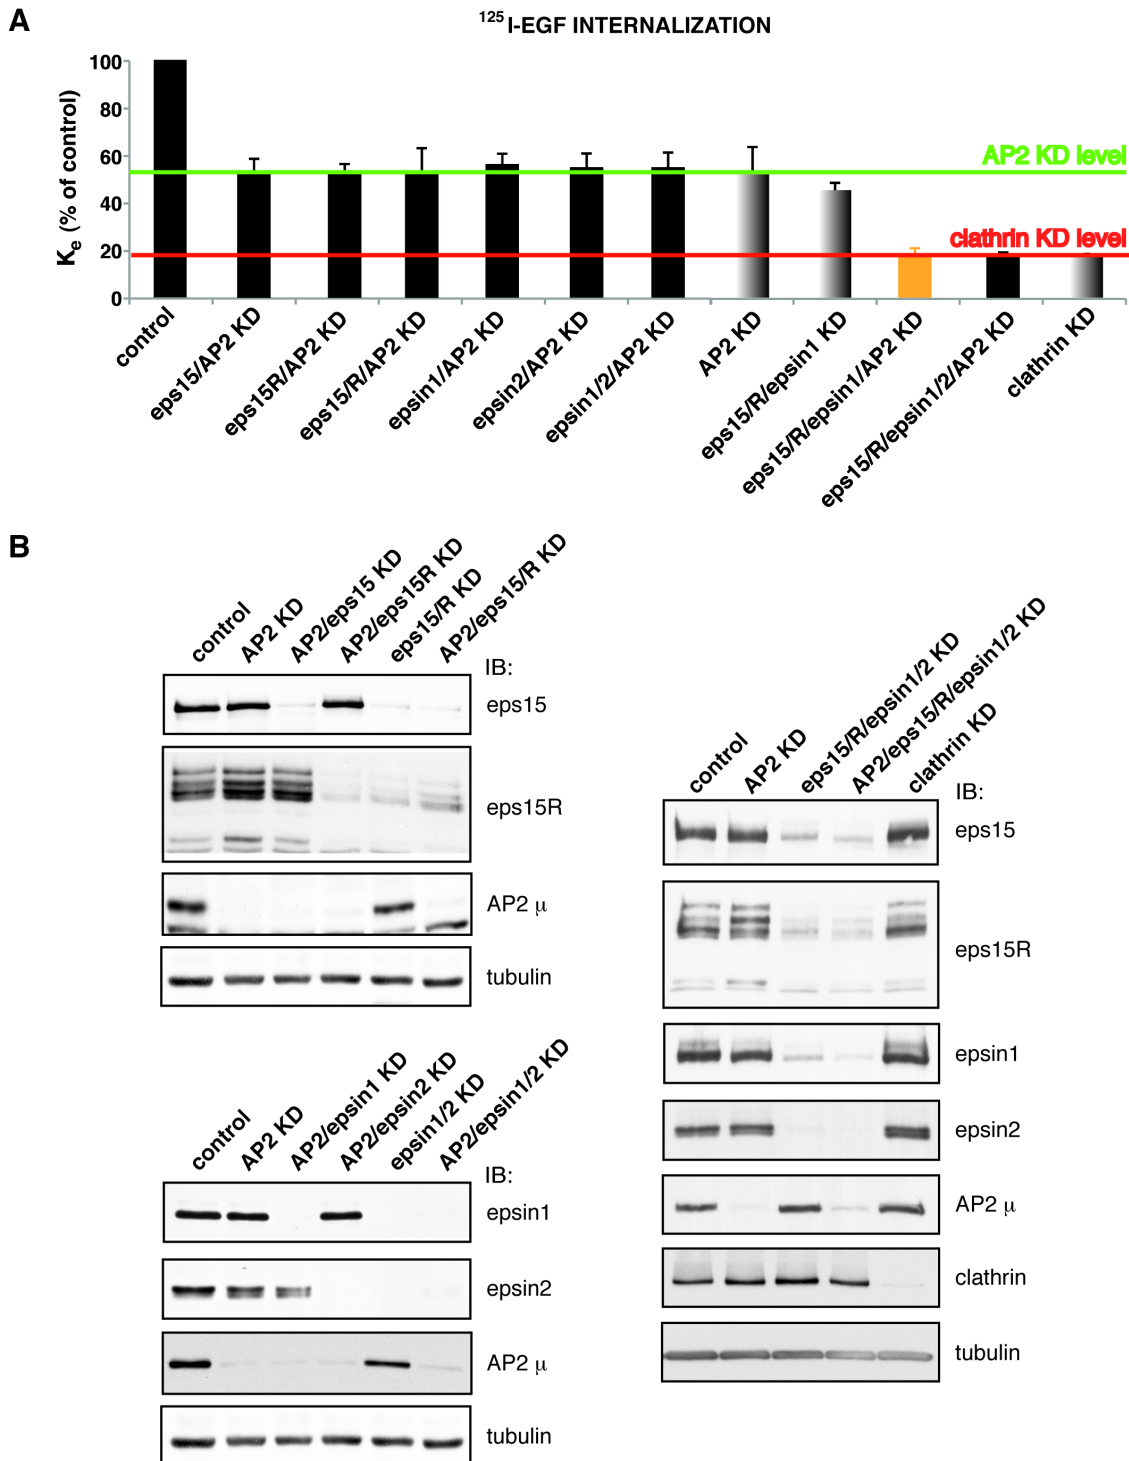 A
125I-EGF INTERNALIZATION
Ke (% of control)
100
80
60
40
20
0
AP2 KD level
clathrin KD level
control
eps15/AP2 KD
eps15R/AP2 KD
eps15/R/AP2 KD
epsin1/AP2 KD
epsin2/AP2 KD
epsin1/2/AP2 KD
AP2 KD
eps15/R/epsin1 KD
eps15/R/epsin1/AP2 KD
eps15/R/epsin1/2/AP2 KD
clathrin KD
B
control
AP2 KD
AP2/eps15 KD
AP2/eps15R KD
eps15/R KD
AP2/eps15/R KD
IB:
eps15
eps15R
AP2 μ
tubulin
control
AP2 KD
AP2/epsin1 KD
AP2/epsin2 KD
epsin1/2 KD
AP2/epsin1/2 KD
IB:
epsin1
epsin2
AP2 μ
tubulin
control
AP2 KD
eps15/R/epsin1/2 KD
AP2/eps15/R/epsin1/2 KD
clathrin KD
IB:
eps15
eps15R
epsin1
epsin2
AP2 μ
clathrin
tubulin